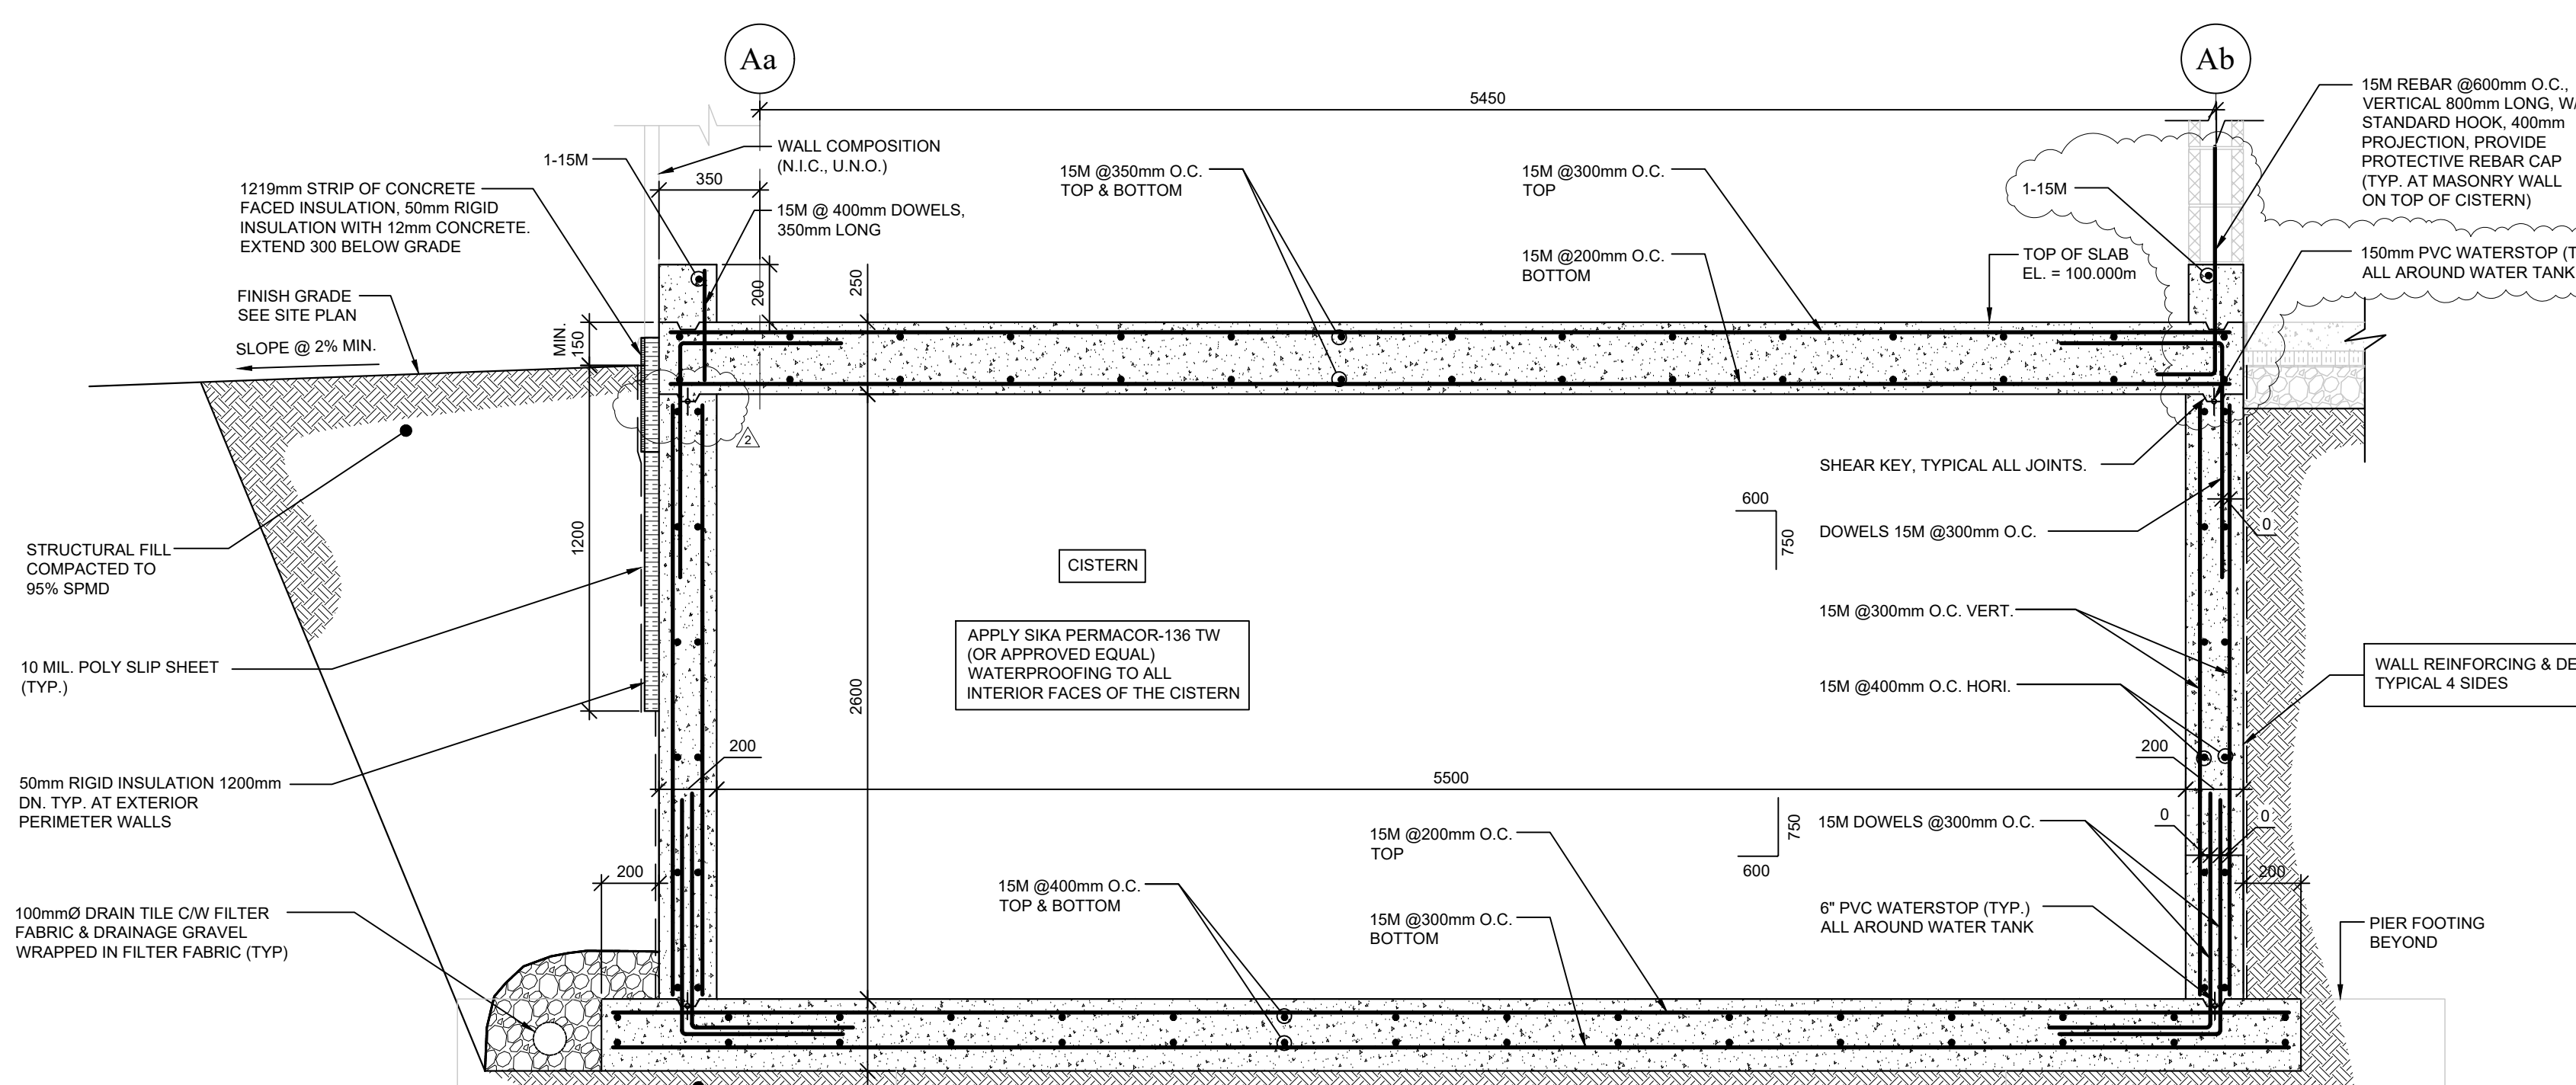 Aa
Ab
5450
15M REBAR @600mm O.C.,
VERTICAL 800mm LONG,
STANDARD HOOK, 400mm
PROJECTION, PROVIDE
PROTECTIVE REBAR CAP
(TYP. AT MASONRY WALL
ON TOP OF CISTERN)
WALL COMPOSITION
(N.I.C., U.N.O.)
1-15M
350
15M @ 400mm DOWELS,
350mm LONG
1219mm STRIP OF CONCRETE
FACED INSULATION, 50mm RIGID
INSULATION WITH 12mm CONCRETE.
EXTEND 300 BELOW GRADE
15M @350mm O.C.
TOP & BOTTOM
15M @300mm O.C.
TOP
15M @200mm O.C.
BOTTOM
1-15M
TOP OF SLAB
EL. = 100.000m
150mm PVC WATERSTOP
ALL AROUND WATER TANK
FINISH GRADE
SEE SITE PLAN
SLOPE @ 2% MIN.
MIN.
150
200
250
2
1200
2600
STRUCTURAL FILL
COMPACTED TO
95% SPMD
10 MIL. POLY SLIP SHEET
(TYP.)
50mm RIGID INSULATION 1200mm
DN. TYP. AT EXTERIOR
PERIMETER WALLS
100mmØ DRAIN TILE C/W FILTER
FABRIC & DRAINAGE GRAVEL
WRAPPED IN FILTER FABRIC (TYP)
CISTERN
APPLY SIKA PERMACOR-136 TW
(OR APPROVED EQUAL)
WATERPROOFING TO ALL
INTERIOR FACES OF THE CISTERN
SHEAR KEY, TYPICAL ALL JOINTS.
600
750
DOWELS 15M @300mm O.C.
0
15M @300mm O.C. VERT.
15M @400mm O.C. HORI.
WALL REINFORCING &
TYPICAL 4 SIDES
200
5500
200
200
15M @400mm O.C.
TOP & BOTTOM
15M @200mm O.C.
TOP
15M @300mm O.C.
BOTTOM
750
600
15M DOWELS @300mm O.C.
0
0
200
6" PVC WATERSTOP (TYP.)
ALL AROUND WATER TANK
PIER FOOTING
BEYOND